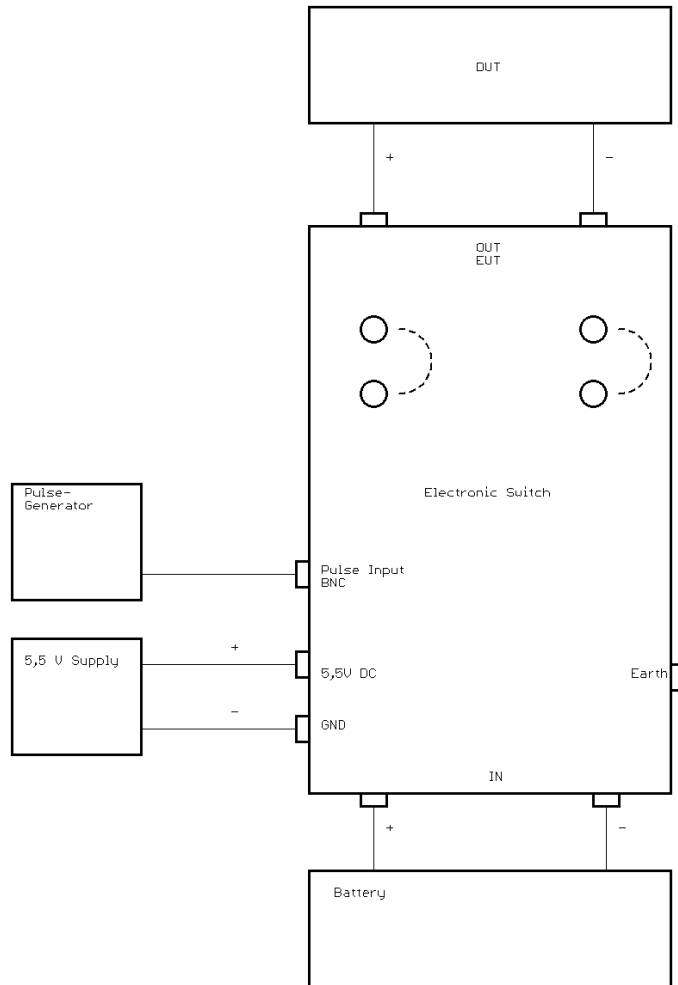 DUT
+
-
OUT
EUT
Pulse-
Generator
Electronic Switch
Pulse Input
BNC
+
5,5 V Supply
5,5V DC
Earth
-
GND
IN
+
-
Battery